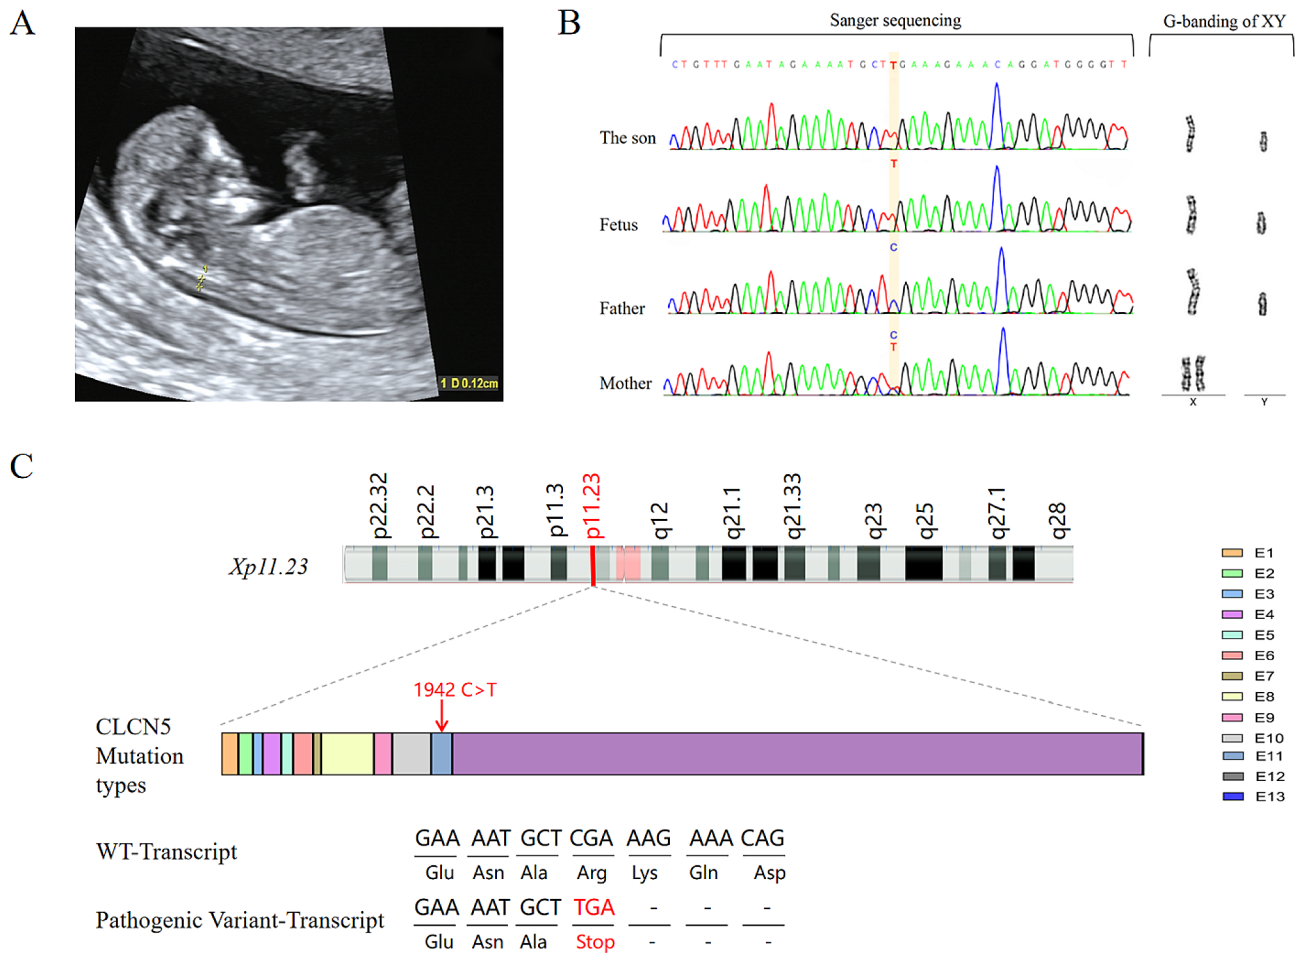 A
1
1 D 0.12cm
B
Sanger sequencing
G-banding of XY
C T G T T T G A A T A G A A A A T G C T T G A A A G A A A C A G G A T G G G G T T
The son
T
Fetus
C
Father
C
T
Mother
X Y
C
p22.32 p22.2 p21.3 p11.3 p11.23 q12 q21.1 q21.33 q23 q25 q27.1 q28
Xp11.23
E1
E2
E3
E4
E5
E6
E7
E8
E9
E10
E11
E12
E13
1942 C>T
CLCN5
Mutation
types
WT-Transcript
GAA AAT GCT CGA AAG AAA CAG
Glu Asn Ala Arg Lys Gln Asp
Pathogenic Variant-Transcript
GAA AAT GCT TGA - - -
Glu Asn Ala Stop - - -